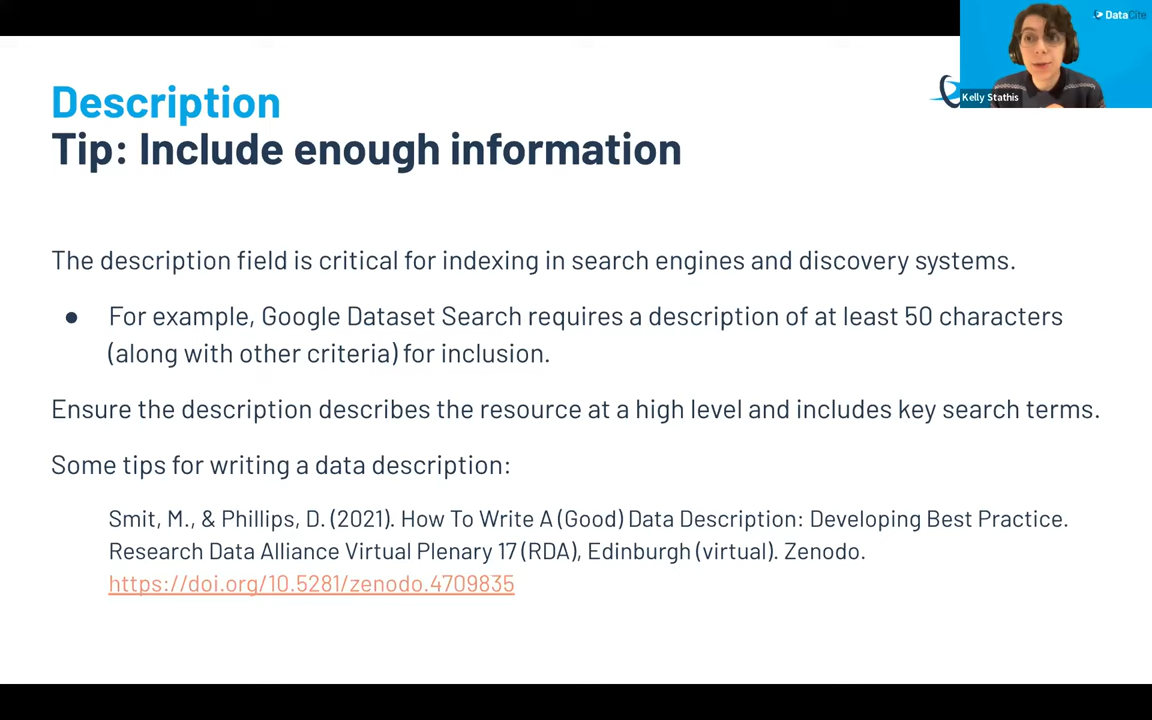 DataCite
Kelly Stathis
Description
Tip: Include enough information
The description field is critical for indexing in search engines and discovery systems.
● For example, Google Dataset Search requires a description of at least 50 characters
(along with other criteria) for inclusion.
Ensure the description describes the resource at a high level and includes key search terms.
Some tips for writing a data description:
Smit, M., & Phillips, D. (2021). How To Write A (Good) Data Description: Developing Best Practice.
Research Data Alliance Virtual Plenary 17 (RDA), Edinburgh (virtual). Zenodo.
https://doi.org/10.5281/zenodo.4709835